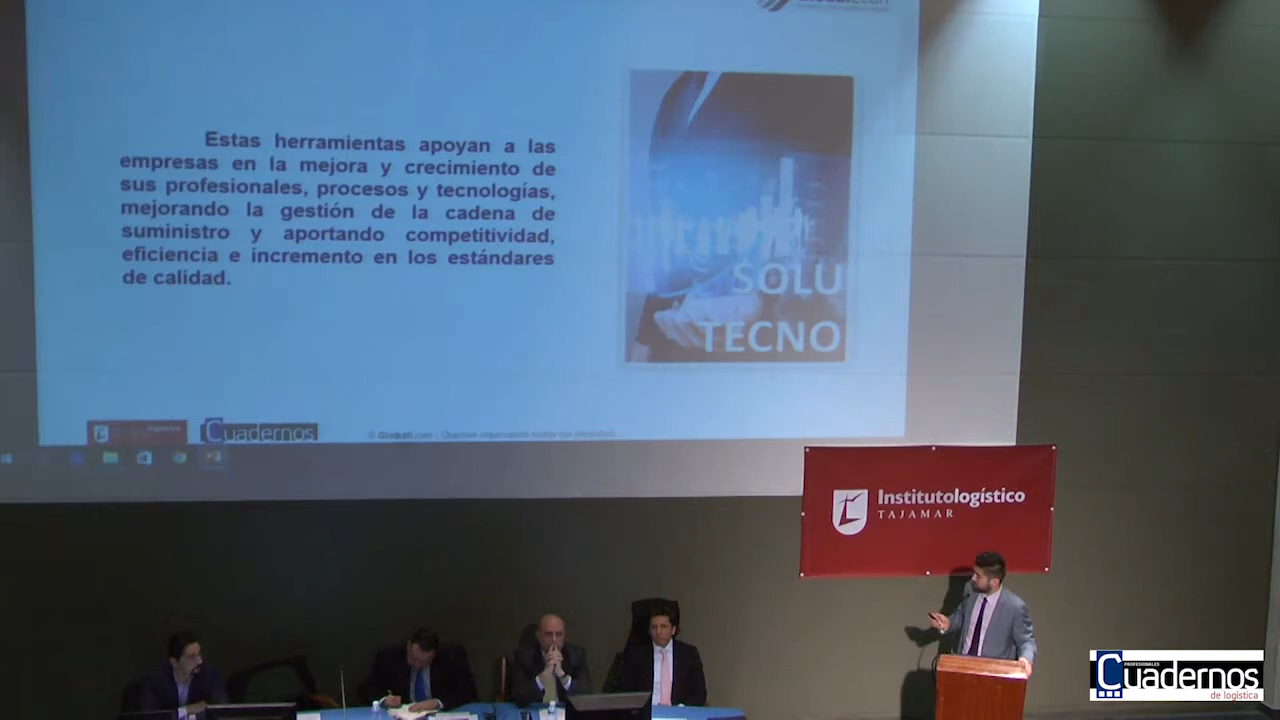 Estas herramientas apoyan a las
empresas en la mejora y crecimiento de
sus profesionales, procesos y tecnologías,
mejorando la gestión de la cadena de
suministro y aportando competitividad,
eficiencia e incremento en los estándares
de calidad.
SOLU
TECNO
Cuadernos
Institutologístico
TAJAMAR
PROFESIONALES
Cuadernos
de logística